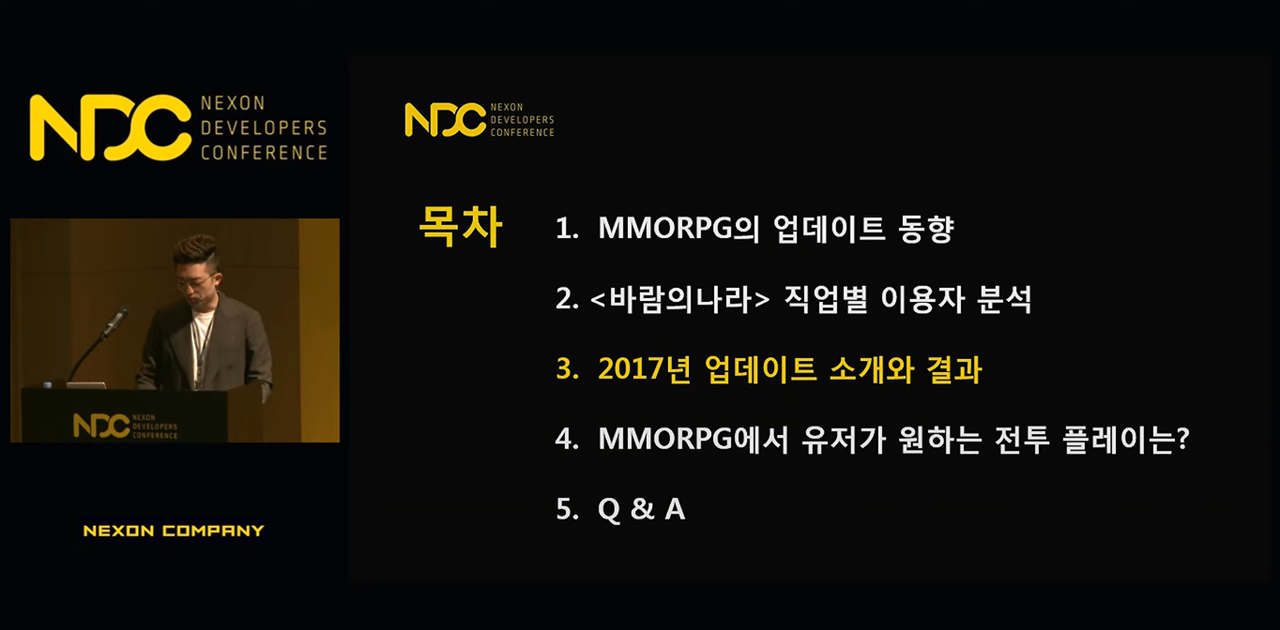 NDC NEXON
DEVELOPERS
CONFERENCE
NDC NEXON
DEVELOPERS
CONFERENCE
NEXON COMPANY
NDC NEXON
DEVELOPERS
CONFERENCE
목차
1. MMORPG의 업데이트 동향
2. <바람의나라> 직업별 이용자 분석
3. 2017년 업데이트 소개와 결과
4. MMORPG에서 유저가 원하는 전투 플레이는?
5. Q & A